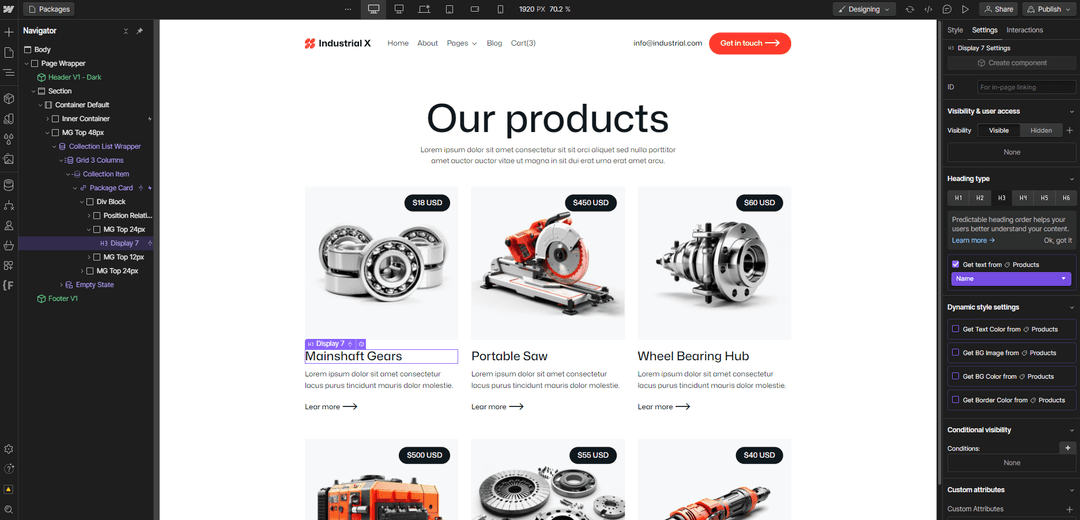 Packages
1920 PX 70.2 %
Designing
Share
Publish
Navigator
Body
Page Wrapper
Header V1 - Dark
Section
Container Default
Inner Container
MG Top 48px
Collection List Wrapper
Grid 3 Columns
Collection Item
Package Card
Div Block
Position Relati...
MG Top 24px
H3 Display 7
MG Top 12px
MG Top 24px
Empty State
Footer V1
Industrial X
Home About Pages Blog Cart(3)
info@industrial.com
Get in touch
Our products
Lorem ipsum dolor sit amet consectetur sit sit orci aliquet sed nulla porttitor
amet auctor auctor vitae ut magna in sit dui erat urna erat amet arcu.
$18 USD
$450 USD
$60 USD
H3 Display 7
Mainshaft Gears
Lorem ipsum dolor sit amet consectetur
lacus purus tincidunt mauris dolor molestie.
Lear more
Portable Saw
Lorem ipsum dolor sit amet consectetur
lacus purus tincidunt mauris dolor molestie.
Lear more
Wheel Bearing Hub
Lorem ipsum dolor sit amet consectetur
lacus purus tincidunt mauris dolor molestie.
Lear more
$500 USD
$55 USD
$40 USD
Style Settings Interactions
H3 Display 7 Settings
Create component
ID For in-page linking
Visibility & user access
Visibility Visible Hidden
None
Heading type
H1 H2 H3 H4 H5 H6
Predictable heading order helps your
users better understand your content.
Learn more Ok, got it
Get text from Products
Name
Dynamic style settings
Get Text Color from Products
Get BG Image from Products
Get BG Color from Products
Get Border Color from Products
Conditional visibility
Conditions:
None
Custom attributes
Custom Attributes